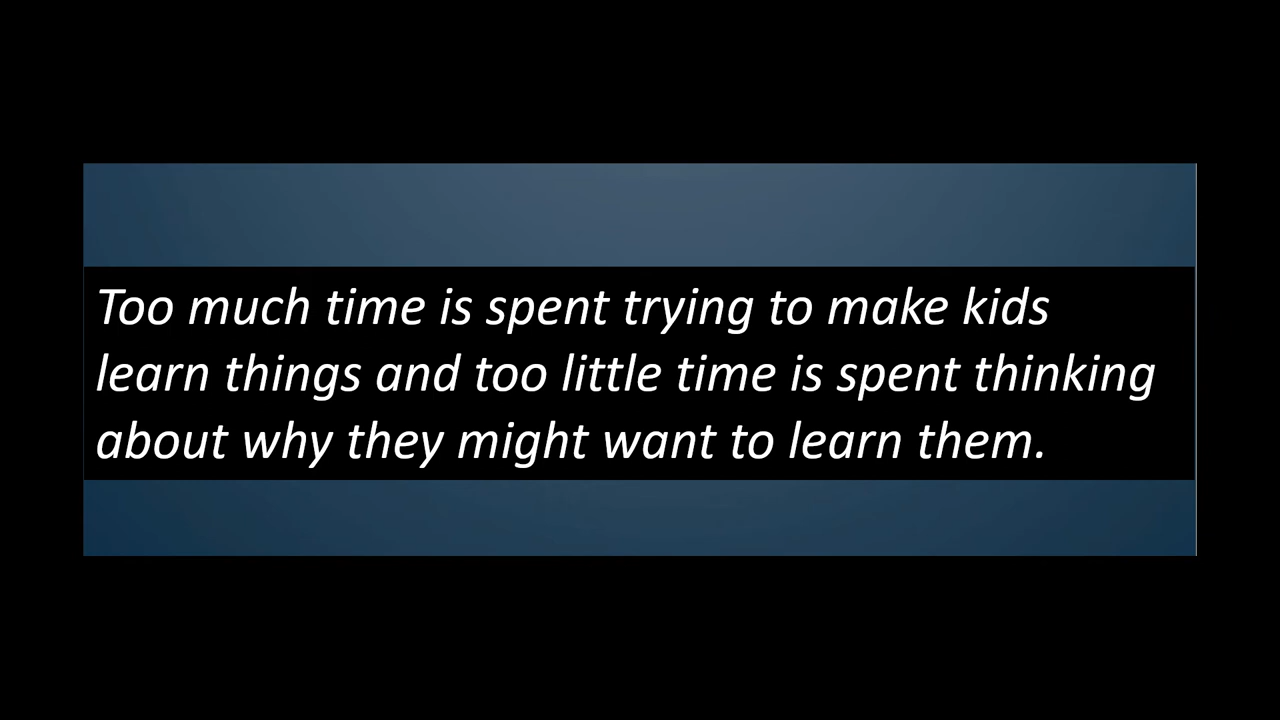 Too much time is spent trying to make kids
learn things and too little time is spent thinking
about why they might want to learn them.